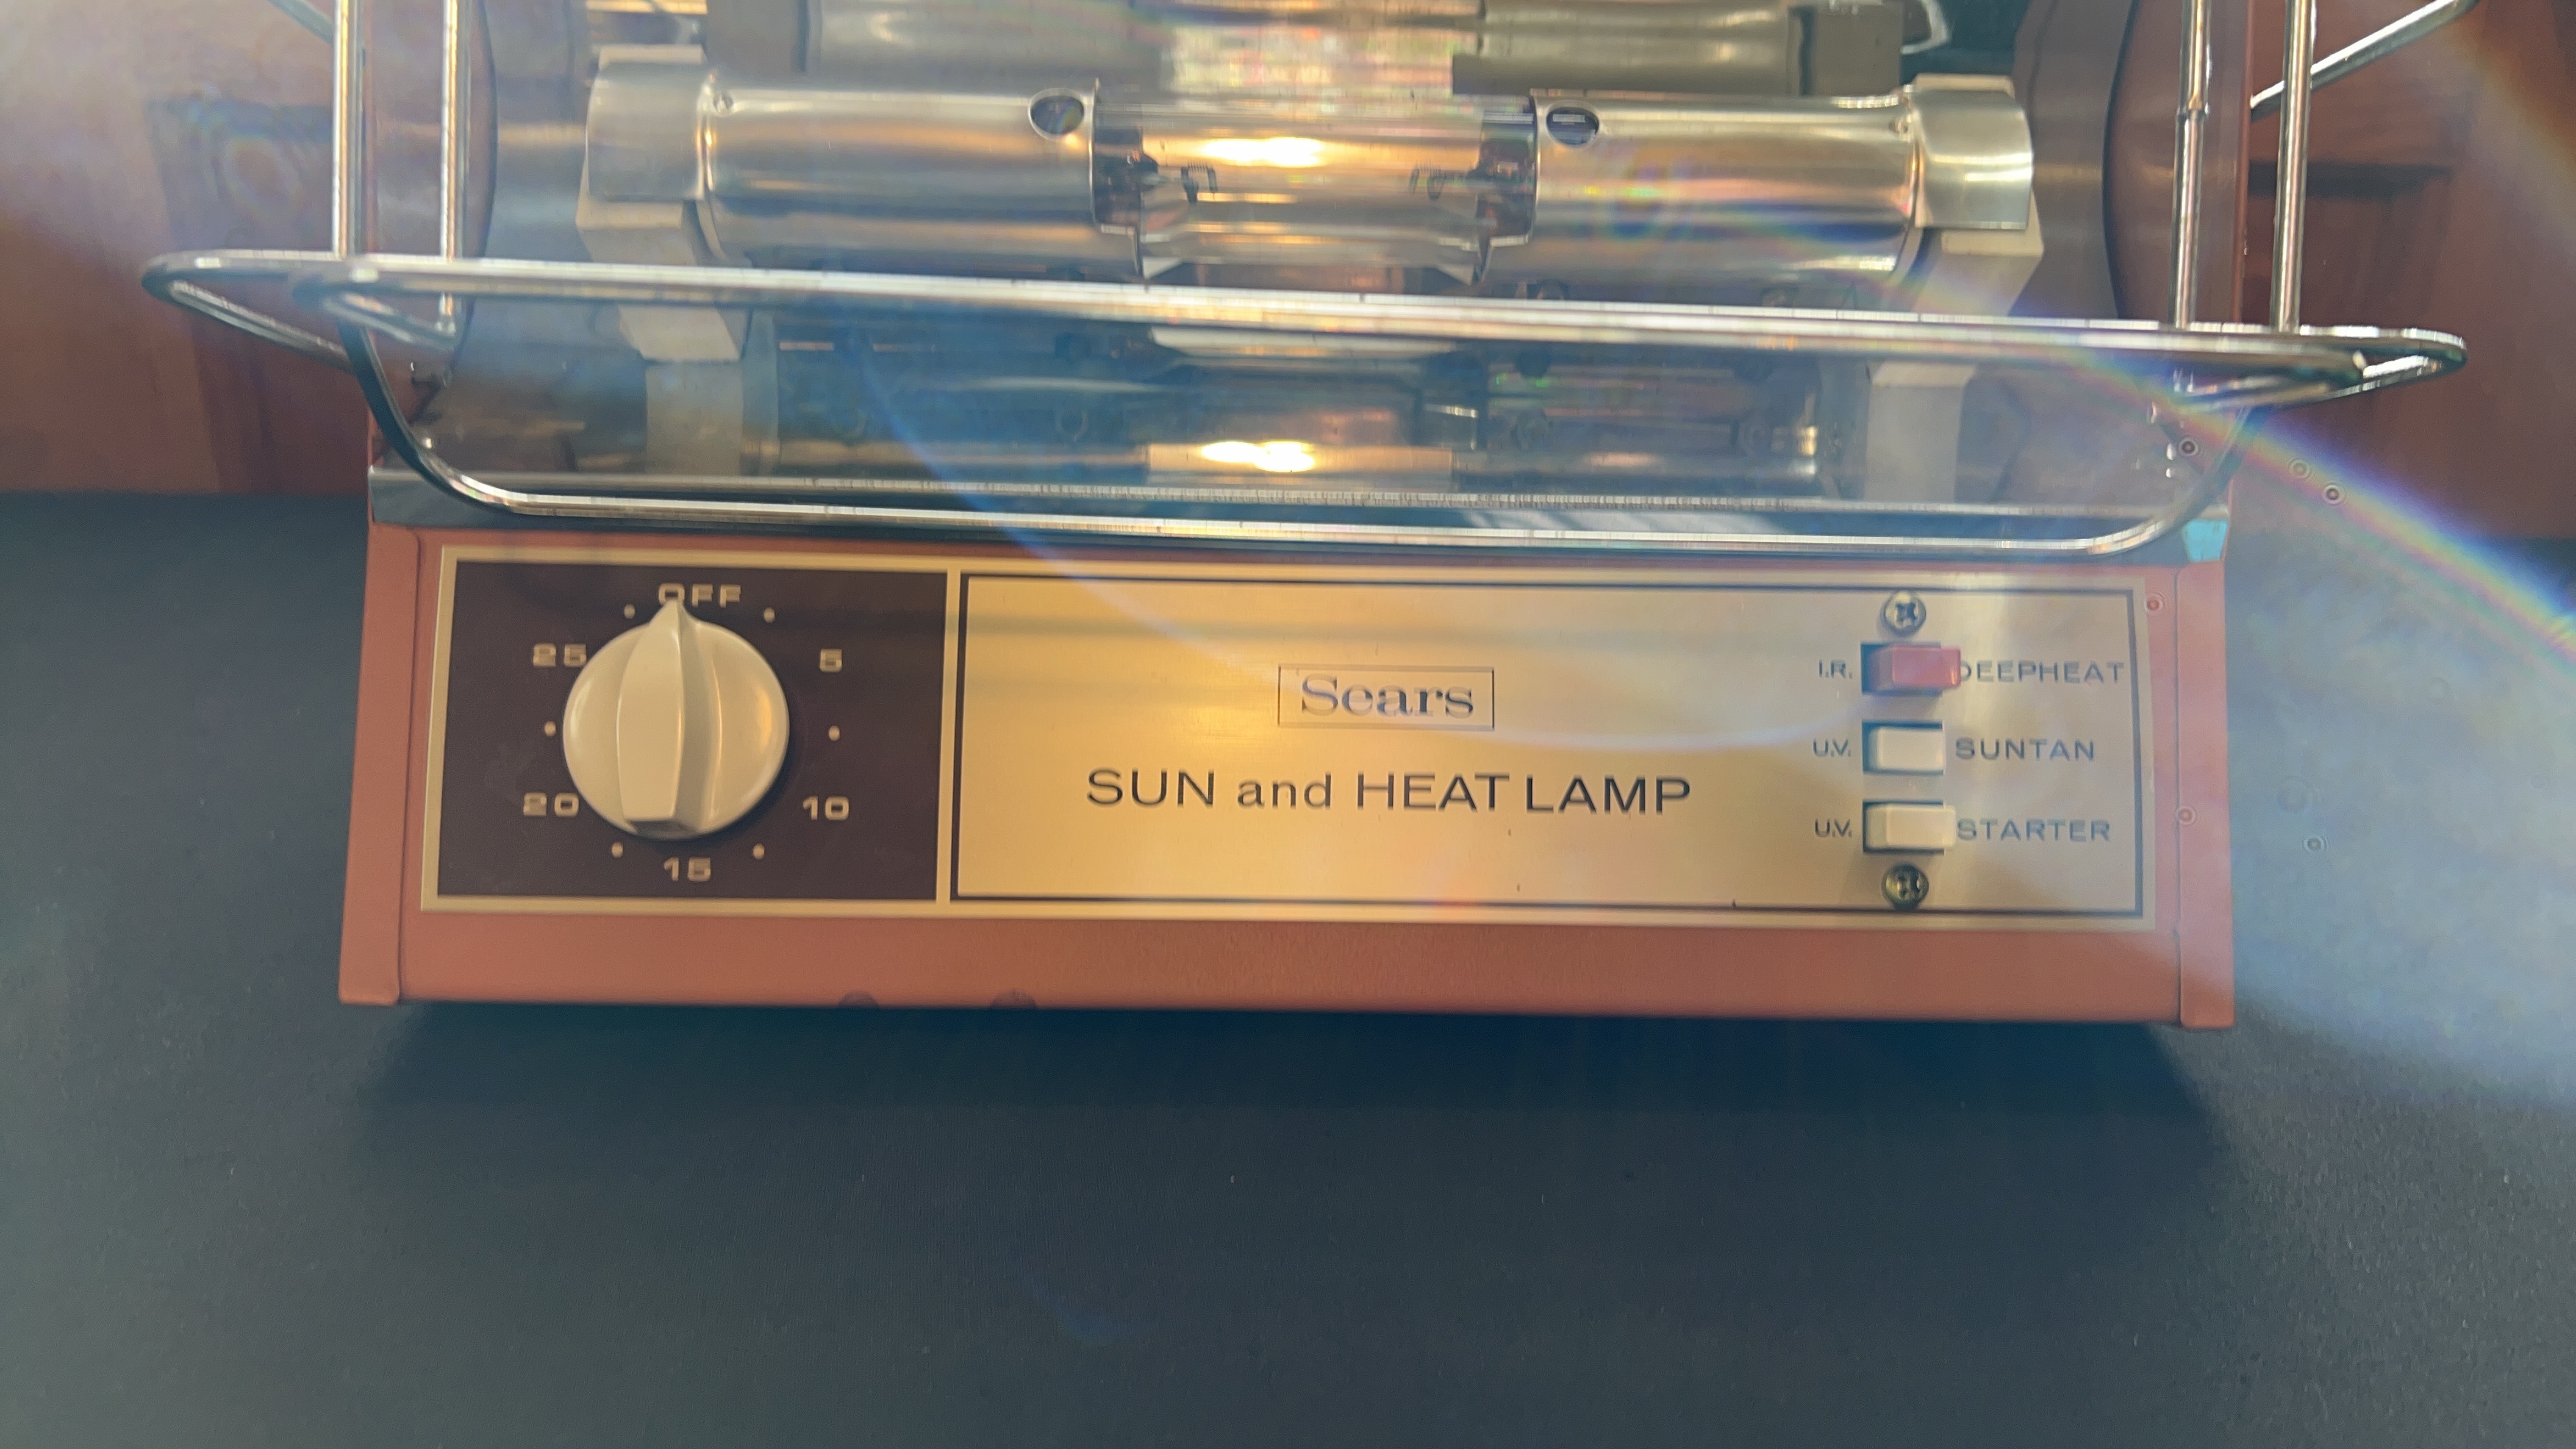 OFF
25 5
20 10
15
Sears
SUN and HEAT LAMP
I.R. DEEPHEAT
U.V. SUNTAN
U.V. STARTER